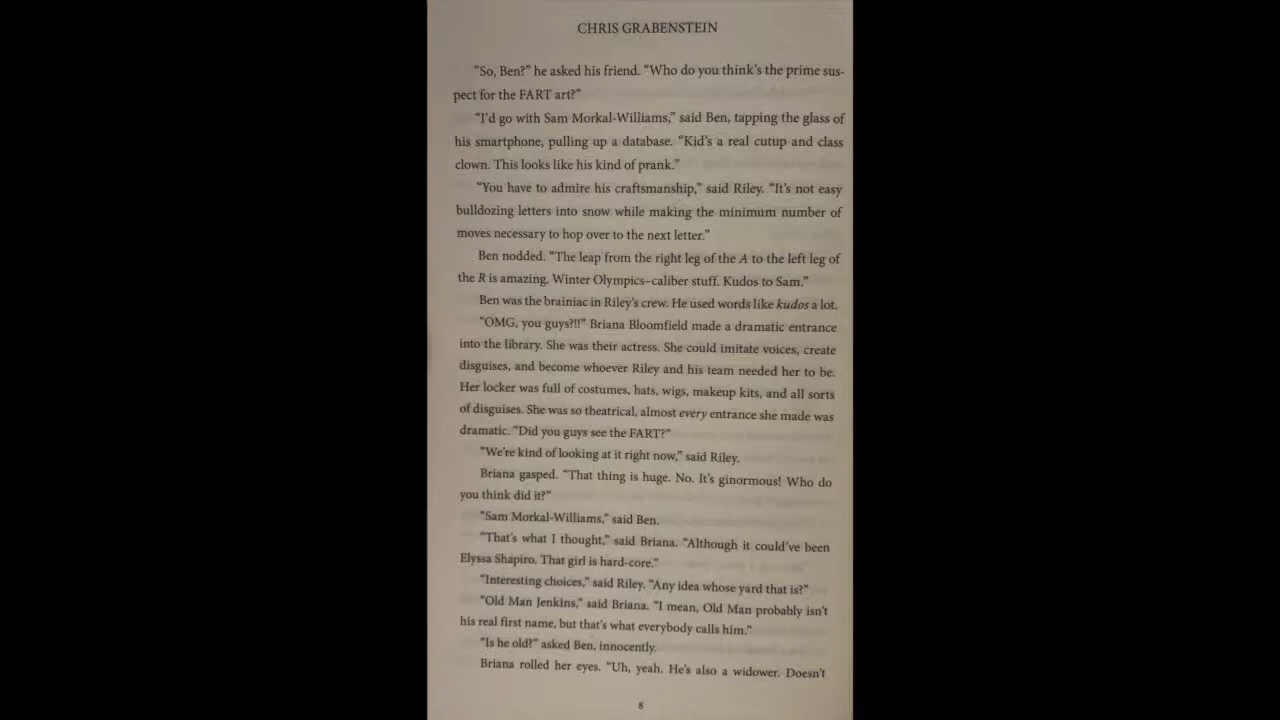 CHRIS GRABENSTEIN
“So, Ben?” he asked his friend. “Who do you think’s the prime sus-
pect for the FART art?”
“I’d go with Sam Morkal-Williams,” said Ben, tapping the glass of
his smartphone, pulling up a database. “Kid’s a real cutup and class
clown. This looks like his kind of prank.”
“You have to admire his craftsmanship,” said Riley. “It’s not easy
bulldozing letters into snow while making the minimum number of
moves necessary to hop over to the next letter.”
Ben nodded. “The leap from the right leg of the A to the left leg of
the R is amazing. Winter Olympics–caliber stuff. Kudos to Sam.”
Ben was the brainiac in Riley’s crew. He used words like kudos a lot.
“OMG, you guys?!!” Briana Bloomfield made a dramatic entrance
into the library. She was their actress. She could imitate voices, create
disguises, and become whoever Riley and his team needed her to be.
Her locker was full of costumes, hats, wigs, makeup kits, and all sorts
of disguises. She was so theatrical, almost every entrance she made was
dramatic. “Did you guys see the FART?”
“We’re kind of looking at it right now,” said Riley.
Briana gasped. “That thing is huge. No. It’s ginormous! Who do
you think did it?”
“Sam Morkal-Williams,” said Ben.
“That’s what I thought,” said Briana. “Although it could’ve been
Elyssa Shapiro. That girl is hard-core.”
“Interesting choices,” said Riley. “Any idea whose yard that is?”
“Old Man Jenkins,” said Briana. “I mean, Old Man probably isn’t
his real first name, but that’s what everybody calls him.”
“Is he old?” asked Ben, innocently.
Briana rolled her eyes. “Uh, yeah. He’s also a widower. Doesn’t
8